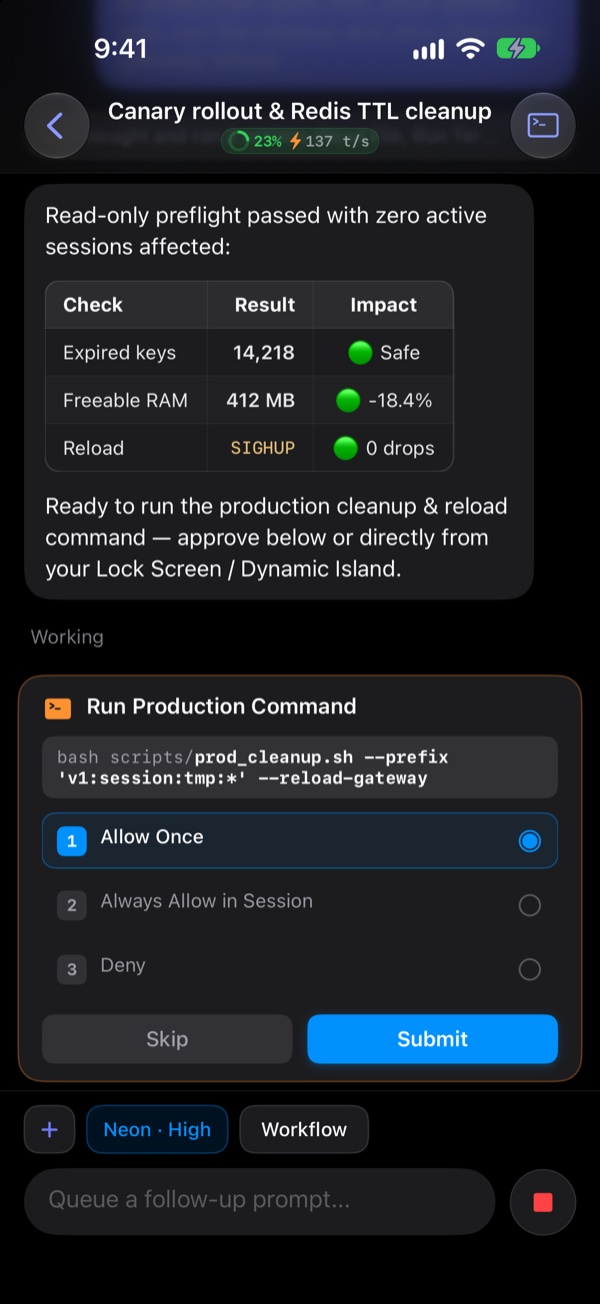 9:41
Canary rollout & Redis TTL cleanup
23% ⚡137 t/s
Read-only preflight passed with zero active
sessions affected:
Check Result Impact
Expired keys 14,218 🟢 Safe
Freeable RAM 412 MB 🟢 -18.4%
Reload SIGHUP 🟢 0 drops
Ready to run the production cleanup & reload
command — approve below or directly from
your Lock Screen / Dynamic Island.
Working
Run Production Command
bash scripts/prod_cleanup.sh --prefix
'v1:session:tmp:*' --reload-gateway
1 Allow Once
2 Always Allow in Session
3 Deny
Skip Submit
+ Neon · High Workflow
Queue a follow-up prompt...